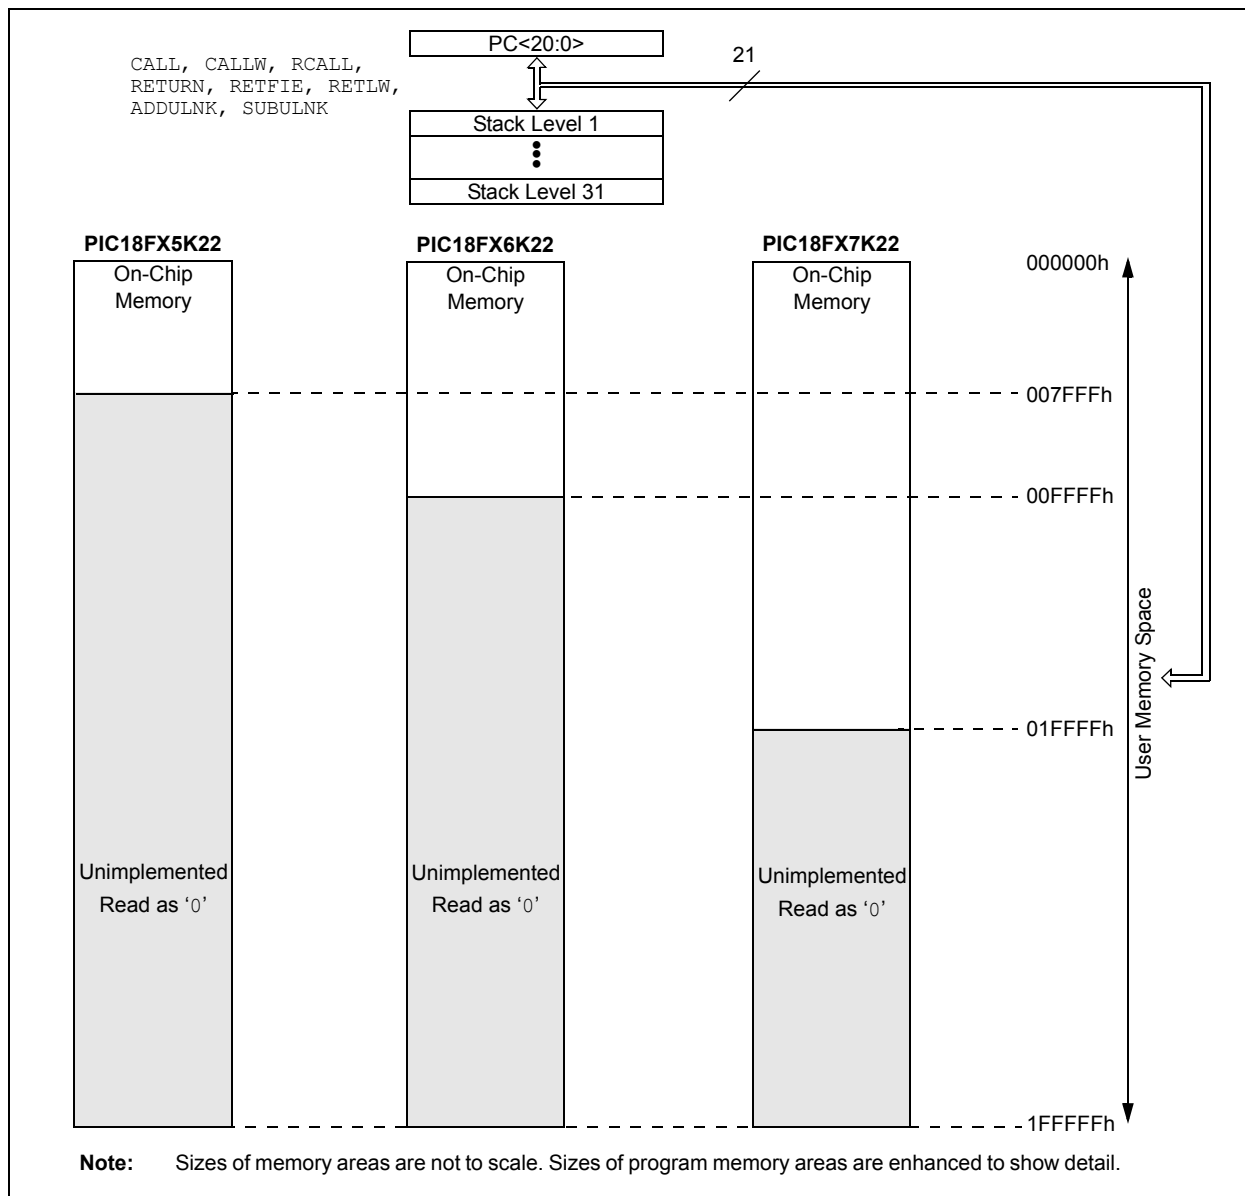 PC<20:0>
21
CALL, CALLW, RCALL,
RETURN, RETFIE, RETLW,
ADDULNK, SUBULNK
Stack Level 1
Stack Level 31
PIC18FX5K22
PIC18FX6K22
PIC18FX7K22
On-Chip
Memory
On-Chip
Memory
On-Chip
Memory
000000h
007FFFh
00FFFFh
01FFFFh
User Memory Space
Unimplemented
Read as ‘0’
Unimplemented
Read as ‘0’
Unimplemented
Read as ‘0’
1FFFFFh
Note: Sizes of memory areas are not to scale. Sizes of program memory areas are enhanced to show detail.